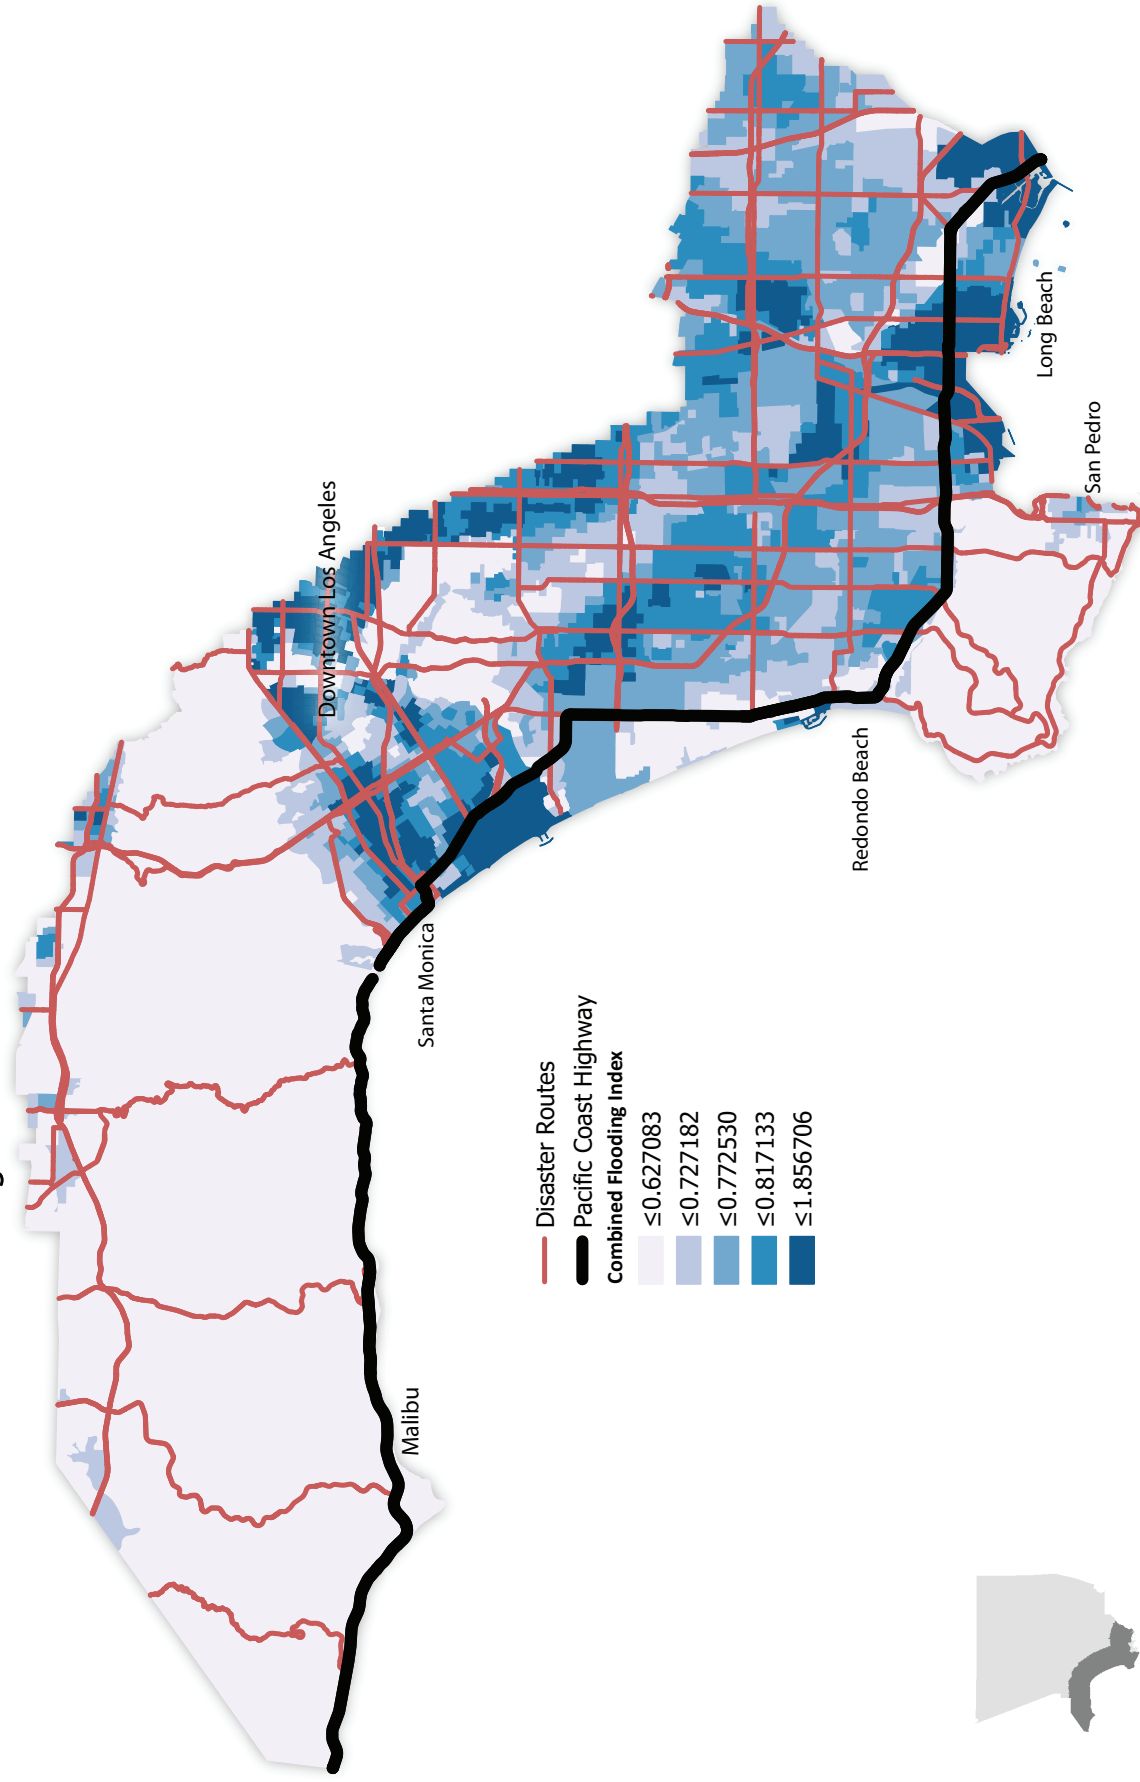 Downtown Los Angeles
Long Beach
San Pedro
Redondo Beach
Santa Monica
Malibu
Disaster Routes
Pacific Coast Highway
Combined Flooding Index
≤0.627083
≤0.727182
≤0.772530
≤0.817133
≤1.856706